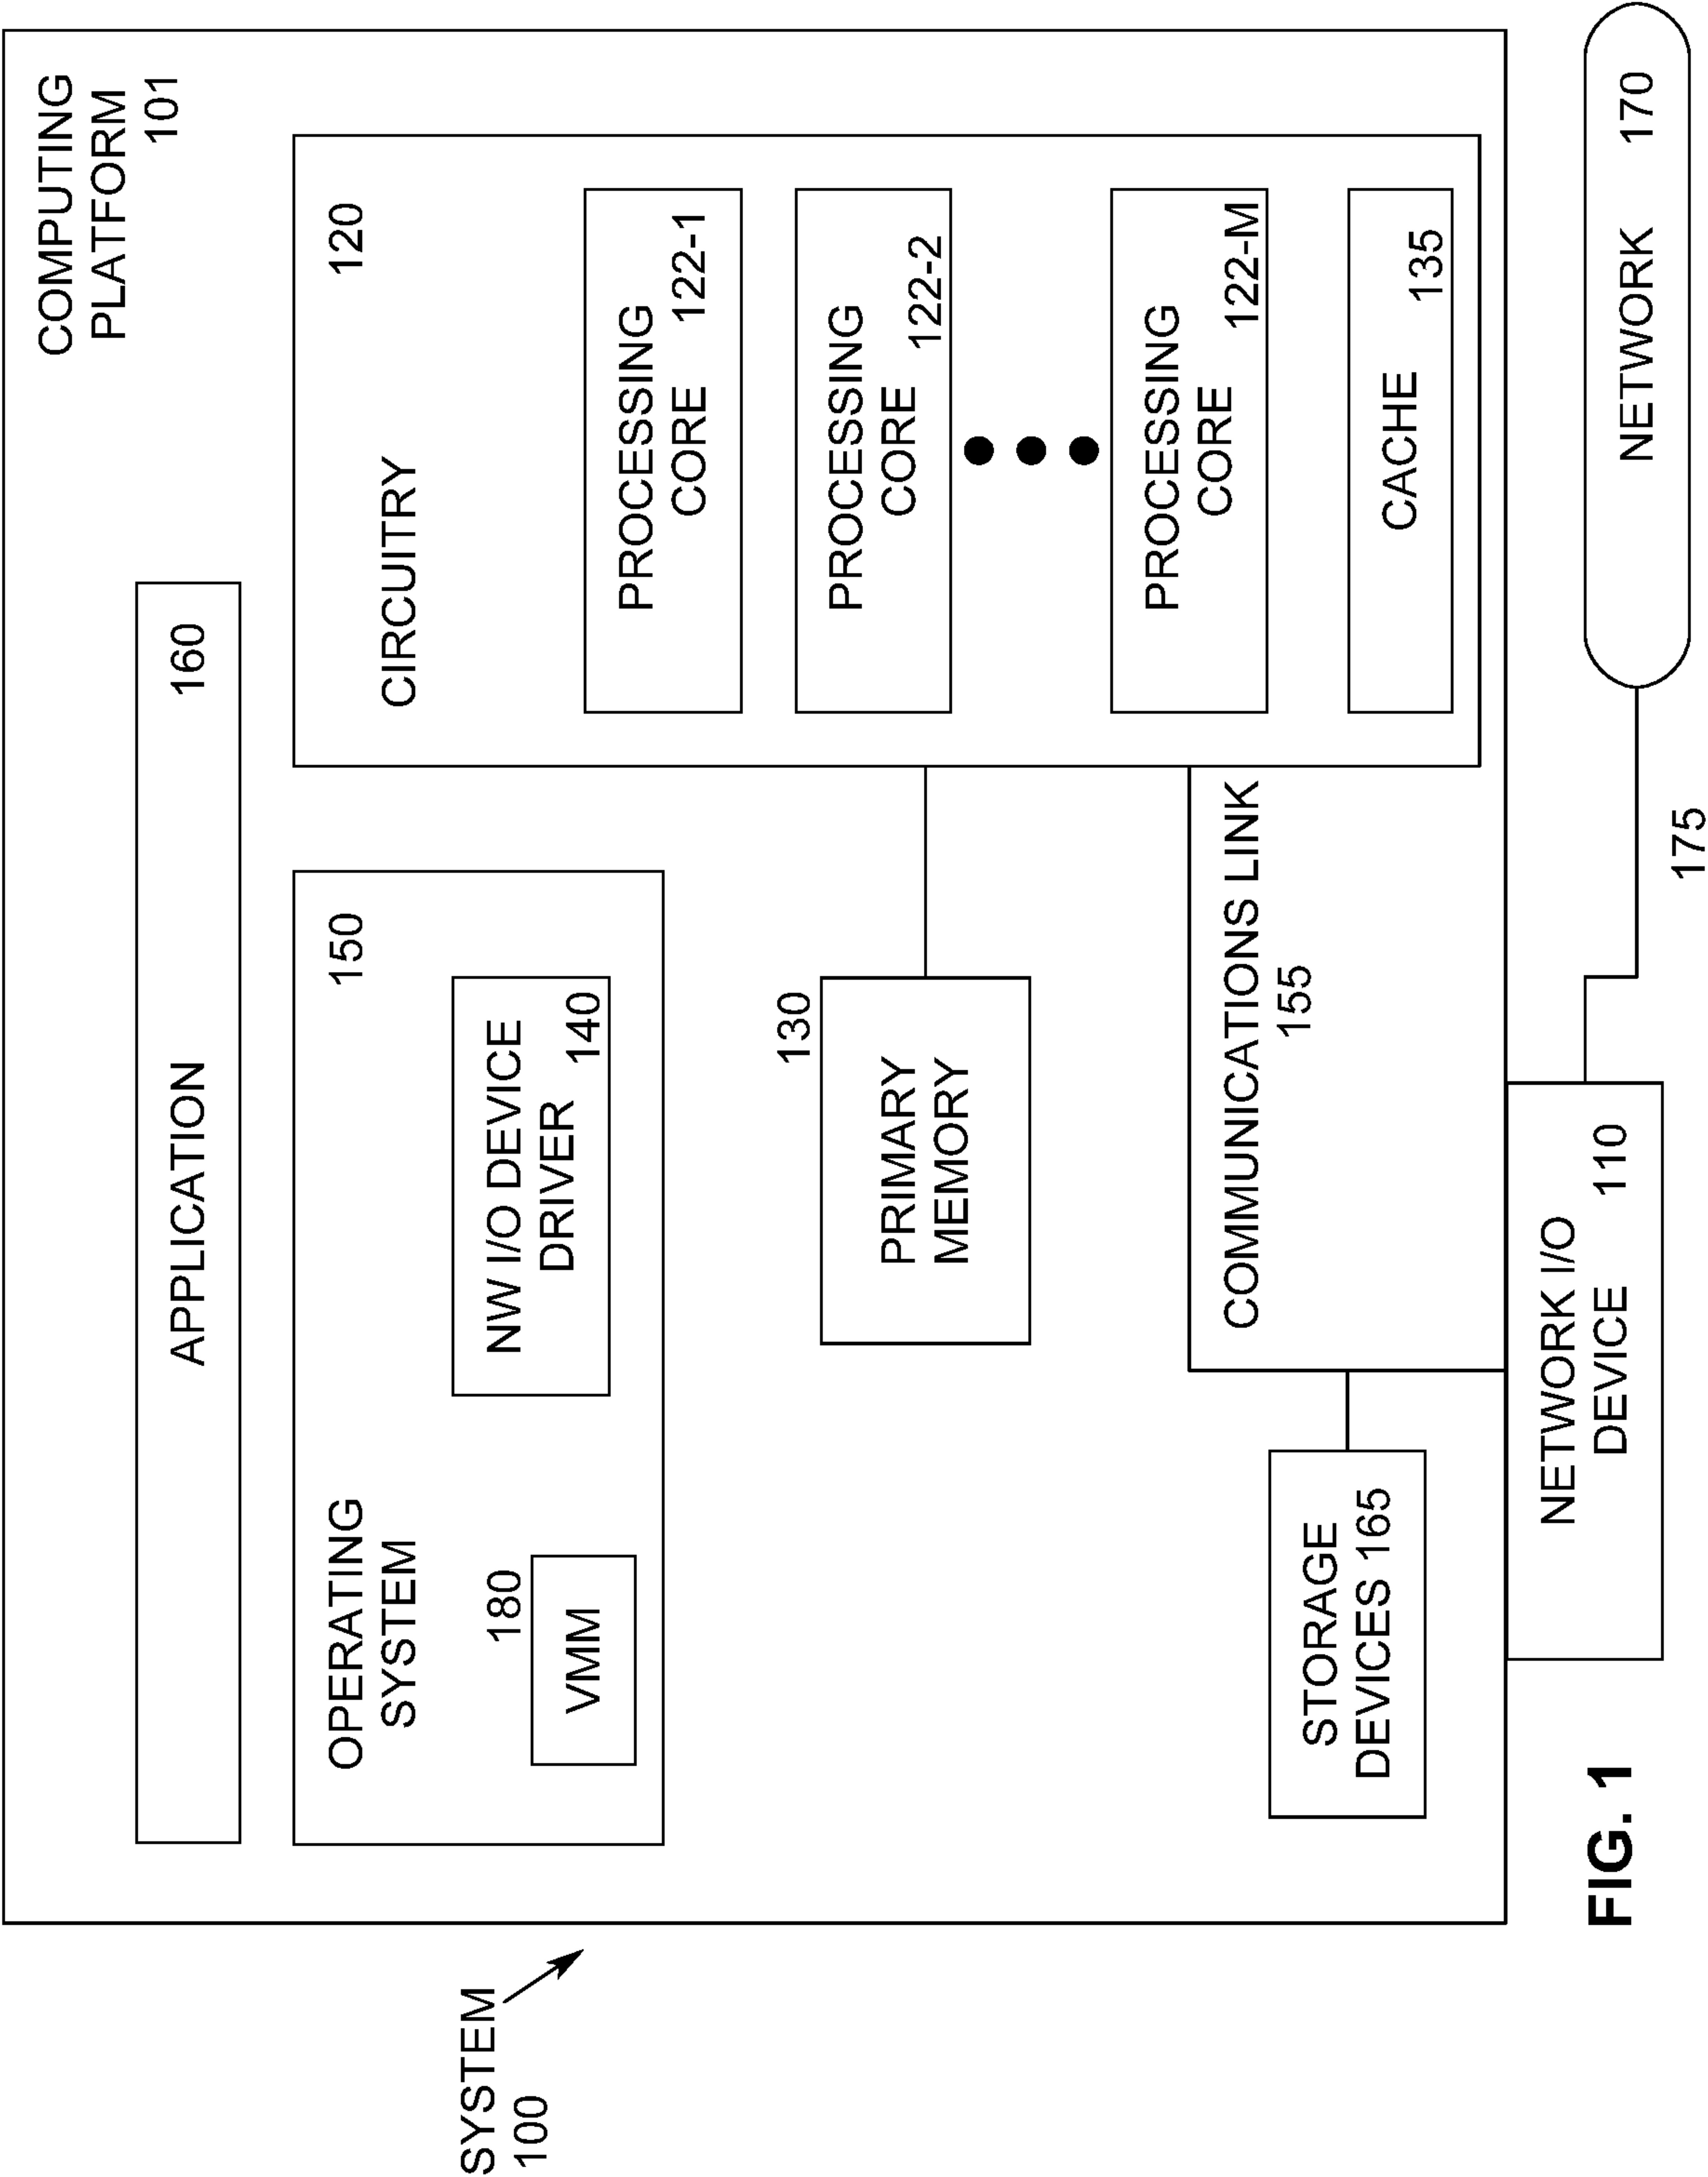 SYSTEM
100
COMPUTING
PLATFORM
101
APPLICATION
160
OPERATING
SYSTEM
150
NW I/O DEVICE
DRIVER
140
180
VMM
CIRCUITRY
120
PROCESSING
CORE
122-1
PROCESSING
CORE
122-2
PROCESSING
CORE
122-M
CACHE
135
130
PRIMARY
MEMORY
COMMUNICATIONS LINK
155
STORAGE
DEVICES 165
NETWORK I/O
DEVICE
110
NETWORK
170
175
FIG. 1